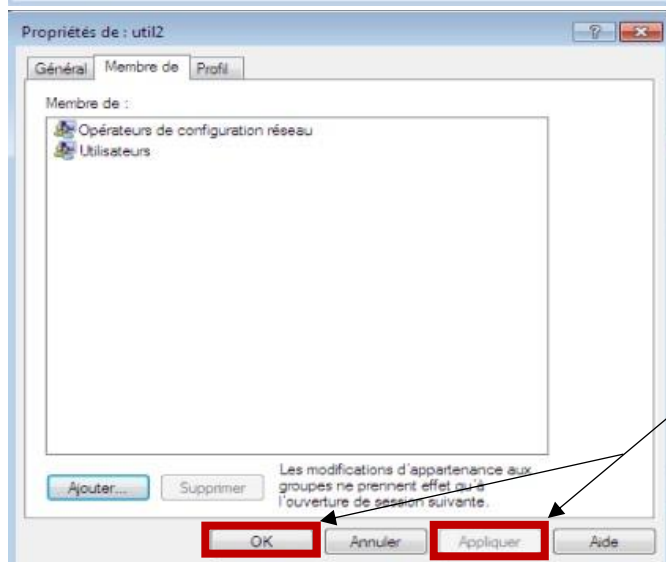 Propriétés de : util2
?
Général Membre de Profil
Membre de :
Opérateurs de configuration réseau
Utilisateurs
Ajouter... Supprimer
Les modifications d'appartenance aux
groupes ne prennent effet qu'à
l'ouverture de session suivante.
OK Annuler Appliquer Aide